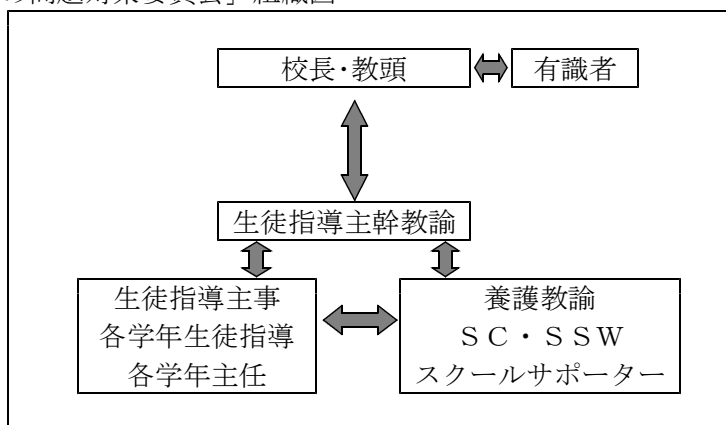 問題対策委員会」組織図
校長・教頭
有識者
生徒指導主幹教諭
生徒指導主事
各学年生徒指導
各学年主任
養護教諭
ＳＣ・ＳＳＷ
スクールサポーター